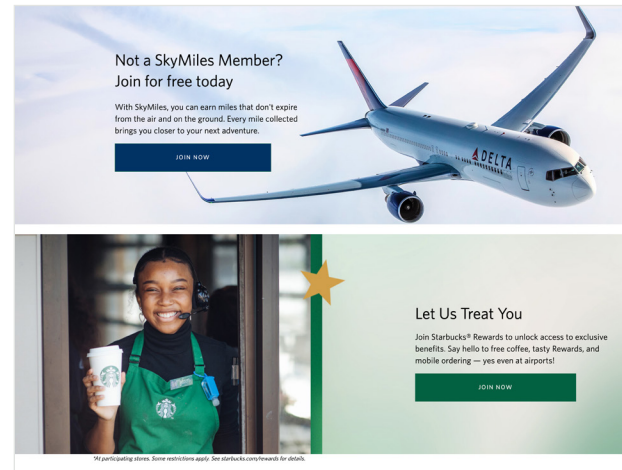 Not a SkyMiles Member?
Join for free today
With SkyMiles, you can earn miles that don't expire
from the air and on the ground. Every mile collected
brings you closer to your next adventure.
JOIN NOW
DELTA
Let Us Treat You
Join Starbucks® Rewards to unlock access to exclusive
benefits. Say hello to free coffee, tasty Rewards, and
mobile ordering — yes even at airports!
JOIN NOW
*At participating stores. Some restrictions apply. See starbucks.com/rewards for details.